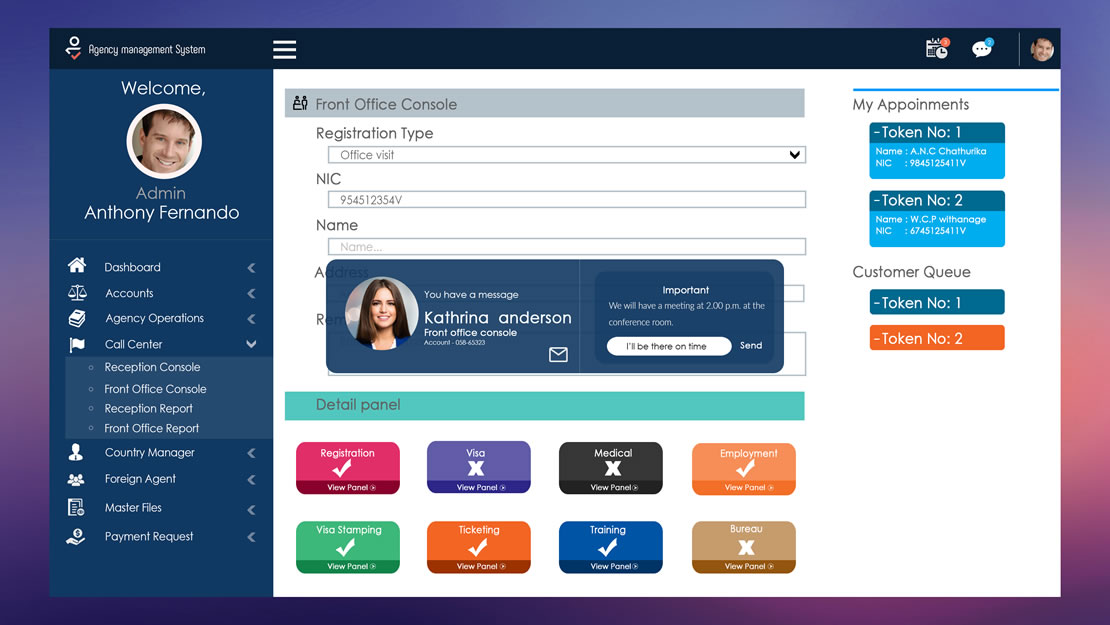 Agency management System
3
2
Welcome,
Admin
Anthony Fernando
Dashboard
Accounts
Agency Operations
Call Center
Reception Console
Front Office Console
Reception Report
Front Office Report
Country Manager
Foreign Agent
Master Files
Payment Request
Front Office Console
Registration Type
Office visit
NIC
954512354V
Name
Name...
Address
You have a message
Kathrina anderson
Front office console
Account - 058-65323
Important
We will have a meeting at 2.00 p.m. at the
conference room.
I'll be there on time
Send
Detail panel
Registration
View Panel
Visa
View Panel
Medical
View Panel
Employment
View Panel
Visa Stamping
View Panel
Ticketing
View Panel
Training
View Panel
Bureau
View Panel
My Appoinments
-Token No: 1
Name : A.N.C Chathurika
NIC : 9845125411V
-Token No: 2
Name : W.C.P withanage
NIC : 6745125411V
Customer Queue
-Token No: 1
-Token No: 2